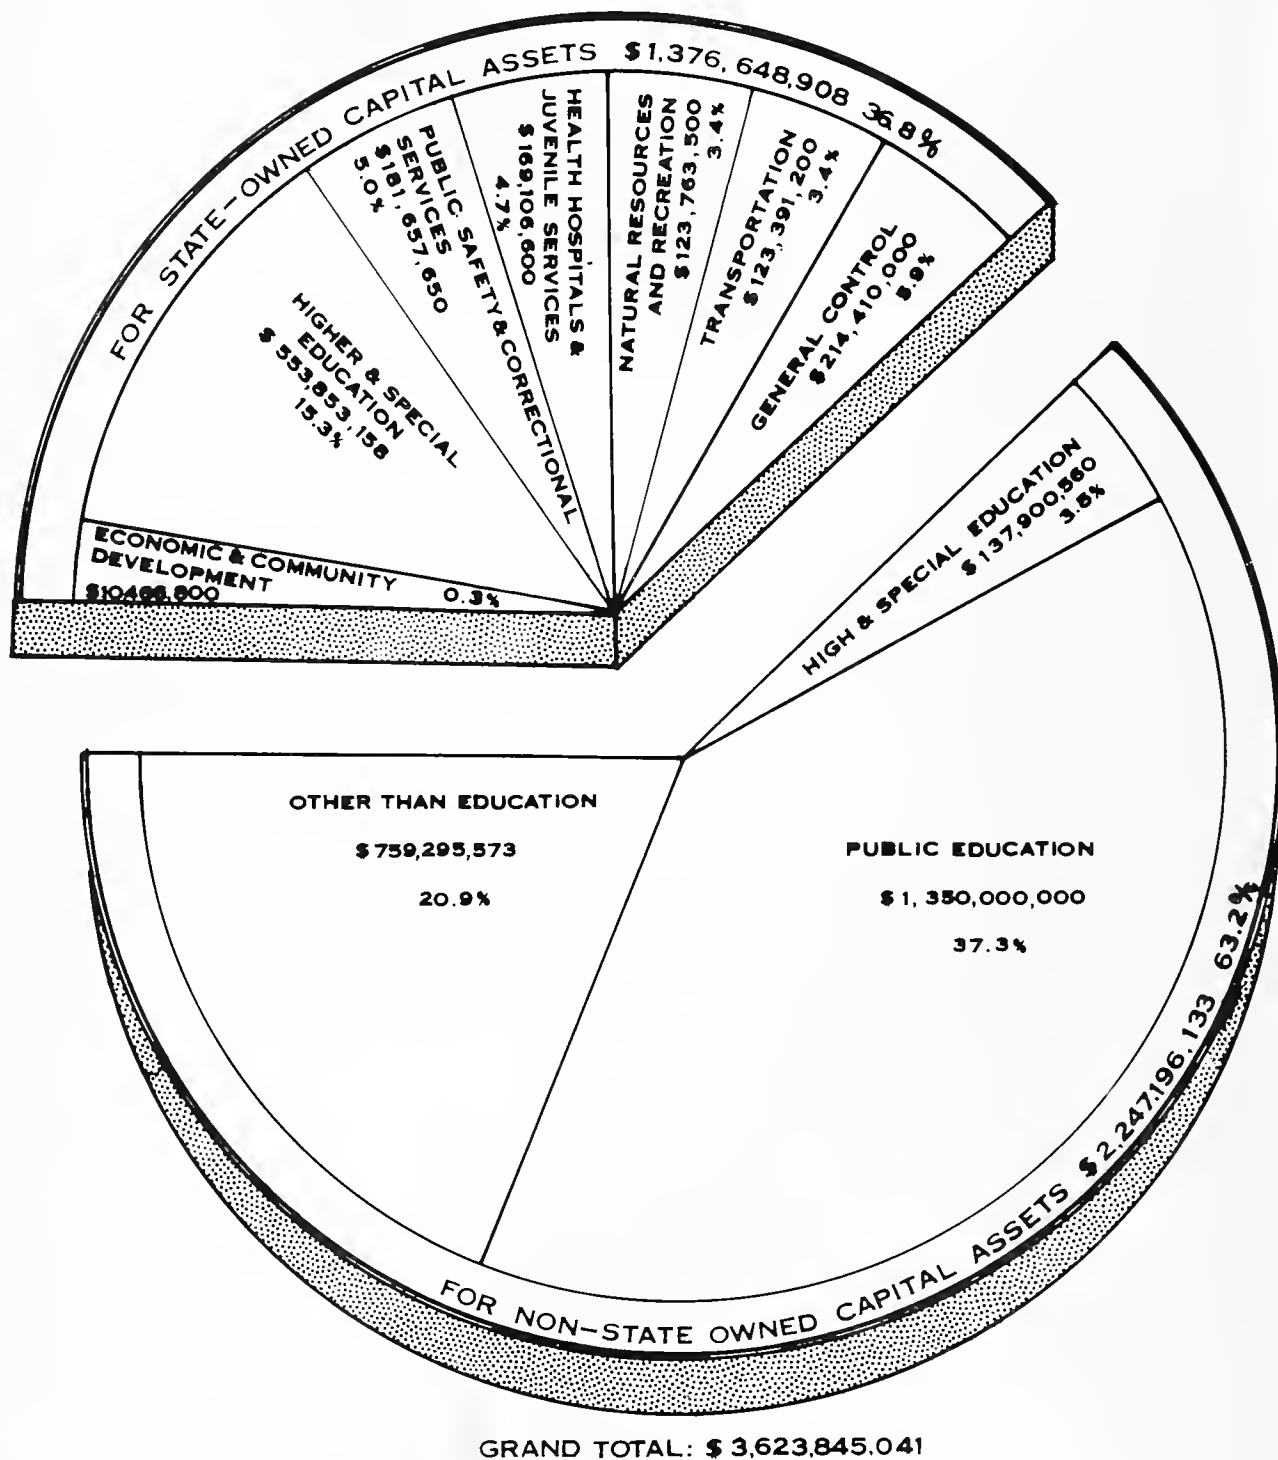 FOR STATE-OWNED CAPITAL ASSETS $1,376,648,908 36.8%
ECONOMIC & COMMUNITY
DEVELOPMENT
$10466,800
0.3%
HIGHER & SPECIAL
EDUCATION
$553,853,158
15.3%
PUBLIC SAFETY & CORRECTIONAL
SERVICES
$181,657,650
5.0%
HEALTH HOSPITALS &
JUVENILE SERVICES
$169,106,600
4.7%
NATURAL RESOURCES
AND RECREATION
$123,763,500
3.4%
TRANSPORTATION
$123,391,200
3.4%
GENERAL CONTROL
$214,410,000
5.9%
HIGH & SPECIAL EDUCATION
$137,900,560
3.5%
OTHER THAN EDUCATION
$759,295,573
20.9%
PUBLIC EDUCATION
$1,350,000,000
37.3%
FOR NON-STATE OWNED CAPITAL ASSETS $2,247,196,133 63.2%
GRAND TOTAL: $3,623,845,041